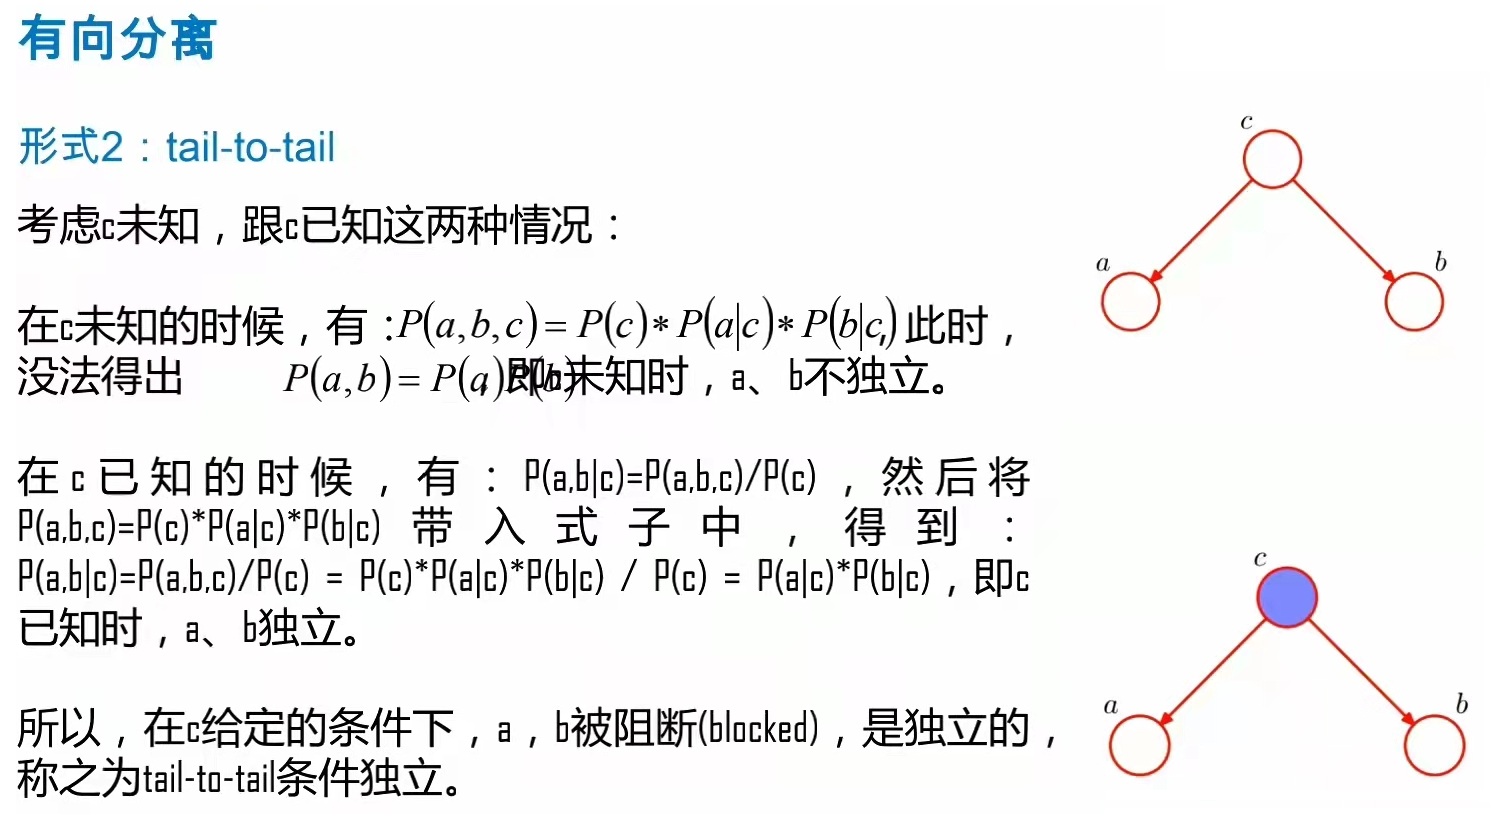 有向分离
形式2：tail-to-tail
考虑c未知，跟c已知这两种情况：
在c未知的时候，有：P(a,b,c)= P(c)* P(a|c)* P(b|c)，此时，
没法得出 P(a,b)= P(a)P(b)，即c未知时，a、b不独立。
在c已知的时候，有：P(a,b|c)=P(a,b,c)/P(c)，然后将
P(a,b,c)=P(c)*P(a|c)*P(b|c)带入式子中，得到：
P(a,b|c)=P(a,b,c)/P(c) = P(c)*P(a|c)*P(b|c) / P(c) = P(a|c)*P(b|c)，即c
已知时，a、b独立。
所以，在c给定的条件下，a，b被阻断(blocked)，是独立的，
称之为tail-to-tail条件独立。
c
a
b
c
a
b